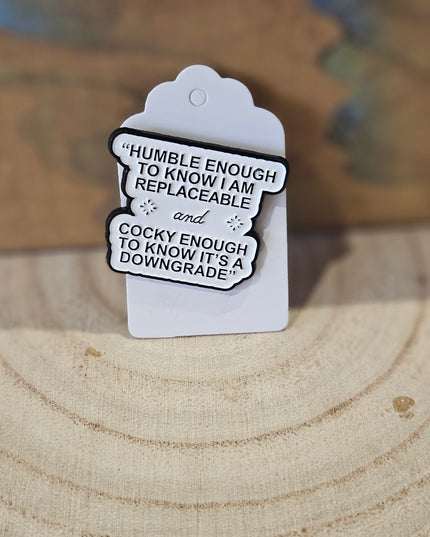 “HUMBLE ENOUGH
TO KNOW I AM
REPLACEABLE
and
COCKY ENOUGH
TO KNOW IT'S A
DOWNGRADE”